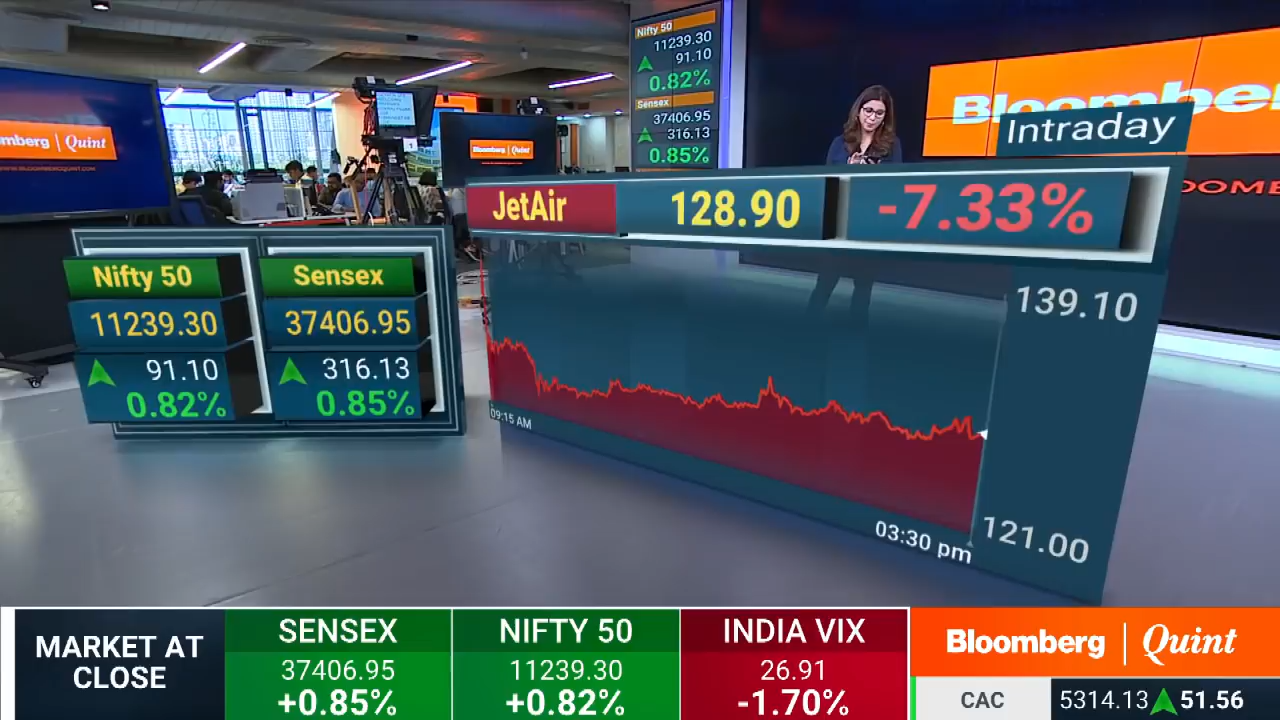 Nifty 50
11239.30
91.10
0.82%
Sensex
37406.95
316.13
0.85%
Bloomberg | Quint
WWW.BLOOMBERGQUINT.COM
Bloomberg | Quint
Intraday
JetAir
128.90
-7.33%
139.10
09:15 AM
03:30 pm
121.00
Nifty 50
11239.30
91.10
0.82%
Sensex
37406.95
316.13
0.85%
MARKET AT
CLOSE
SENSEX
37406.95
+0.85%
NIFTY 50
11239.30
+0.82%
INDIA VIX
26.91
-1.70%
Bloomberg | Quint
CAC
5314.13
51.56